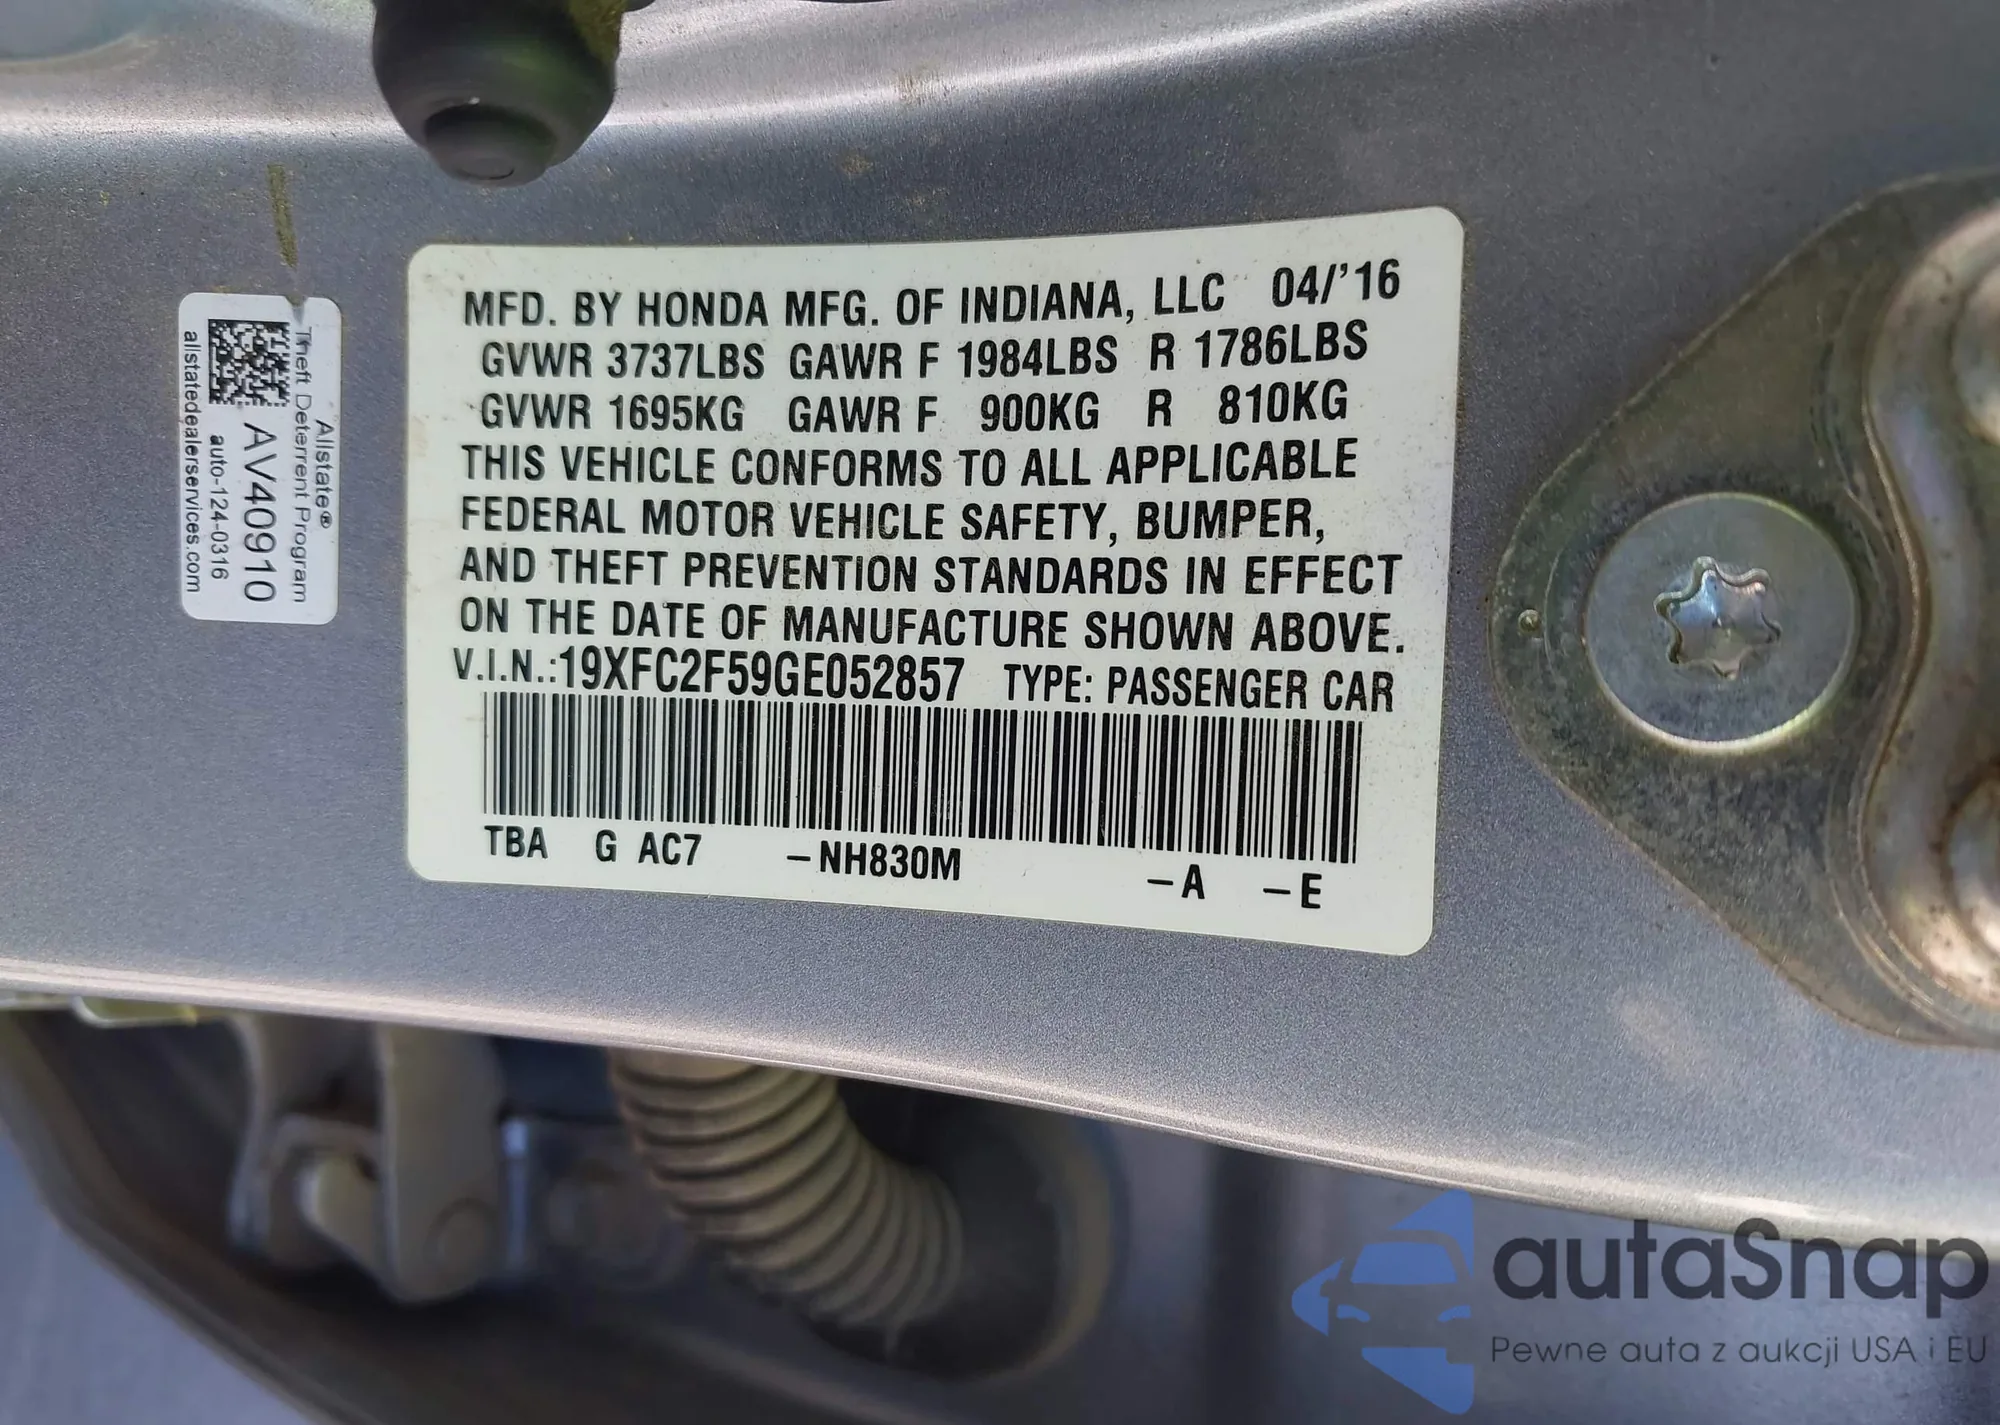 MFD. BY HONDA MFG. OF INDIANA, LLC 04/'16
GVWR 3737LBS GAWR F 1984LBS R 1786LBS
GVWR 1695KG GAWR F 900KG R 810KG
THIS VEHICLE CONFORMS TO ALL APPLICABLE
FEDERAL MOTOR VEHICLE SAFETY, BUMPER,
AND THEFT PREVENTION STANDARDS IN EFFECT
ON THE DATE OF MANUFACTURE SHOWN ABOVE.
V.I.N.:19XFC2F59GE052857 TYPE: PASSENGER CAR
TBA G AC7 –NH830M –A –E
Allstate®
Theft Deterrent Program
AV40910
auto-124-0316
allstatedealerservices.com
autaSnap
Pewne auta z aukcji USA i EU